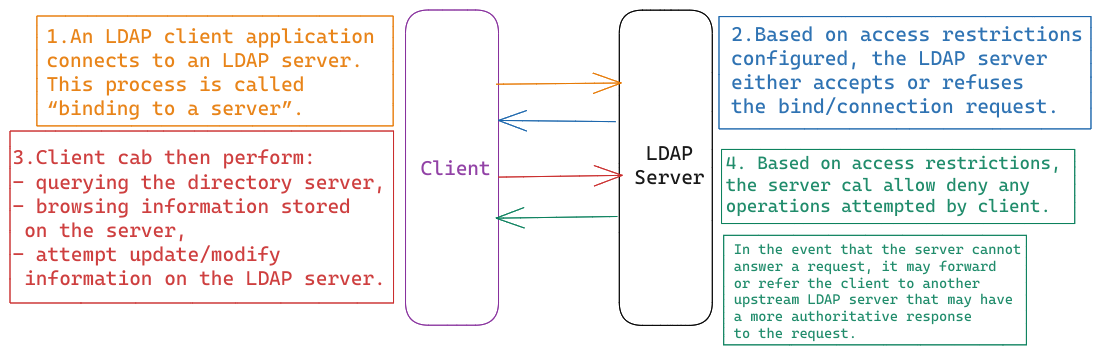 1.An LDAP client application
connects to an LDAP server.
This process is called
“binding to a server”.
2.Based on access restrictions
configured, the LDAP server
either accepts or refuses
the bind/connection request.
3.Client cab then perform:
- querying the directory server,
- browsing information stored
on the server,
- attempt update/modify
information on the LDAP server.
Client
LDAP
Server
4. Based on access restrictions,
the server cal allow deny any
operations attempted by client.
In the event that the server cannot
answer a request, it may forward
or refer the client to another
upstream LDAP server that may have
a more authoritative response
to the request.